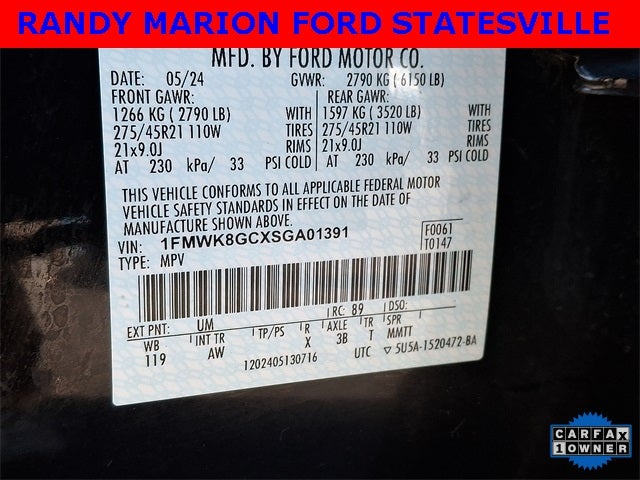 RANDY MARION FORD STATESVILLE
MFD. BY FORD MOTOR CO.
DATE: 05/24 GVWR: 2790 KG ( 6150 LB)
FRONT GAWR: REAR GAWR:
1266 KG ( 2790 LB) WITH 1597 KG ( 3520 LB) WITH
275/45R21 110W TIRES 275/45R21 110W TIRES
21x9.0J RIMS 21x9.0J RIMS
AT 230 kPa/ 33 PSI COLD AT 230 kPa/ 33 PSI COLD
THIS VEHICLE CONFORMS TO ALL APPLICABLE FEDERAL MOTOR
VEHICLE SAFETY STANDARDS IN EFFECT ON THE DATE OF
MANUFACTURE SHOWN ABOVE.
VIN: 1FMWK8GCXSGA01391 F0061
TYPE: MPV T0147
RC: 89 DSO:
EXT PNT: UM
WB INT TR TP/PS R AXLE TR SPR
119 AW X 3B T MMTT
1202405130716 UTC ▽ 5U5A-1520472-BA
CARFAX
1 OWNER